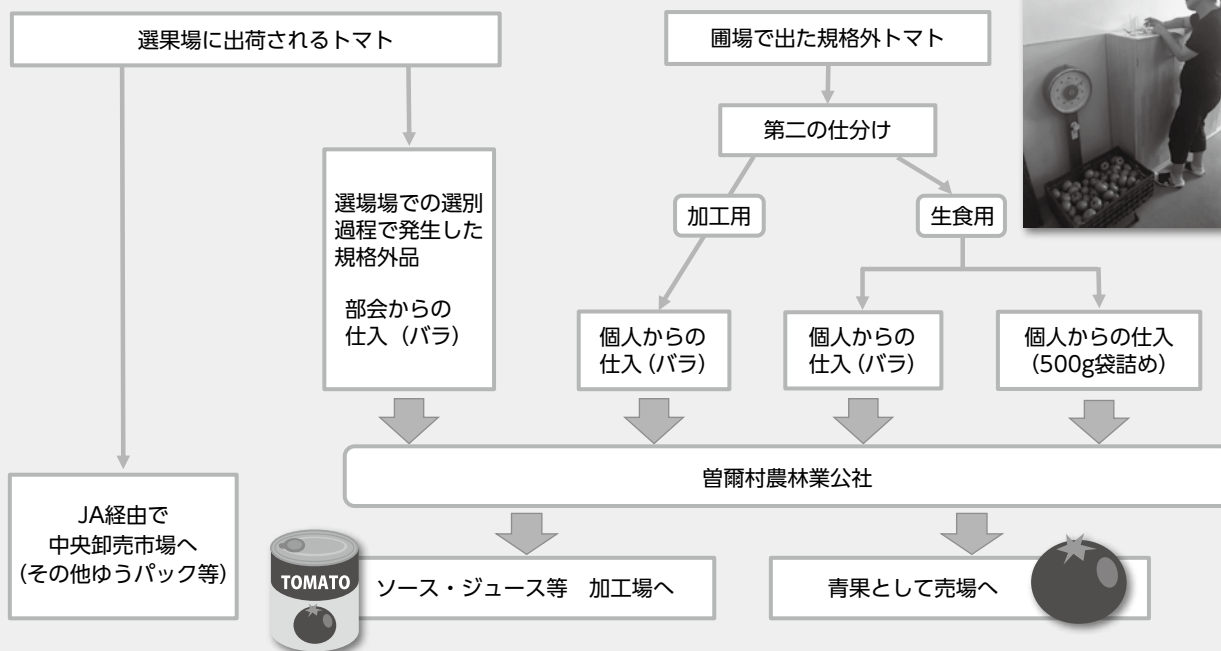 選果場に出荷されるトマト
圃場で出た規格外トマト
第二の仕分け
選場場での選別
過程で発生した
規格外品
部会からの
仕入（バラ）
加工用
生食用
個人からの
仕入（バラ）
個人からの
仕入（バラ）
個人からの仕入
（500g袋詰め）
曽爾村農林業公社
JA経由で
中央卸売市場へ
（その他ゆうパック等）
TOMATO
ソース・ジュース等　加工場へ
青果として売場へ